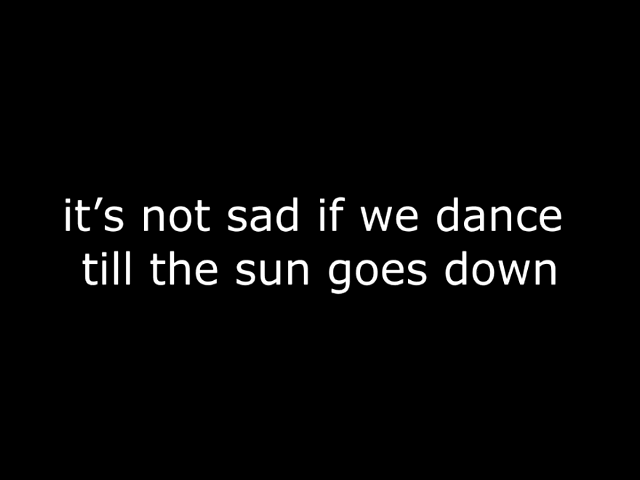 it’s not sad if we dance
till the sun goes down